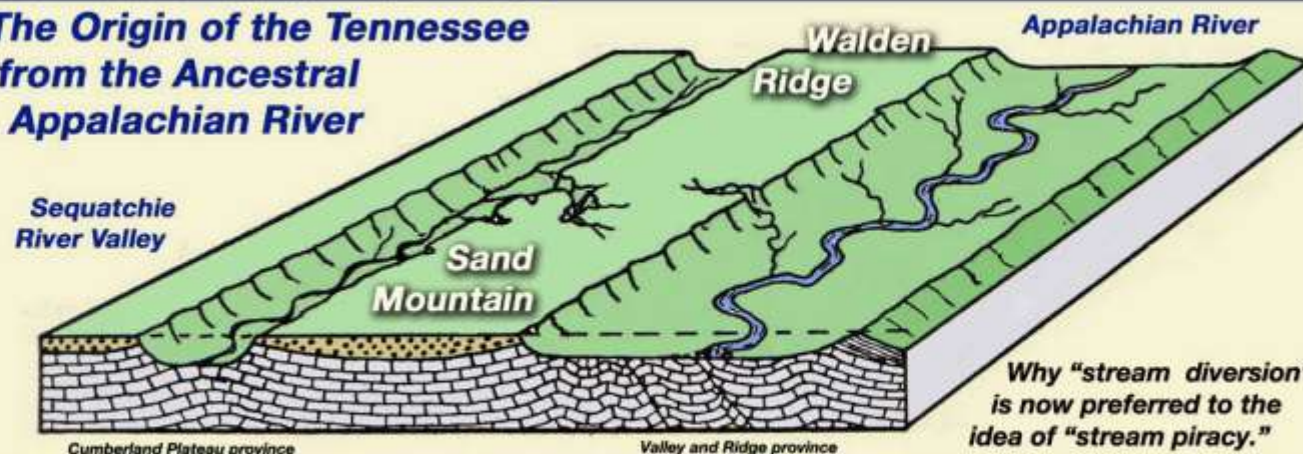 The Origin of the Tennessee
from the Ancestral
Appalachian River
Walden
Ridge
Appalachian River
Sequatchie
River Valley
Sand
Mountain
Why “stream diversion
is now preferred to the
idea of “stream piracy.”
Cumberland Plateau province
Valley and Ridge province